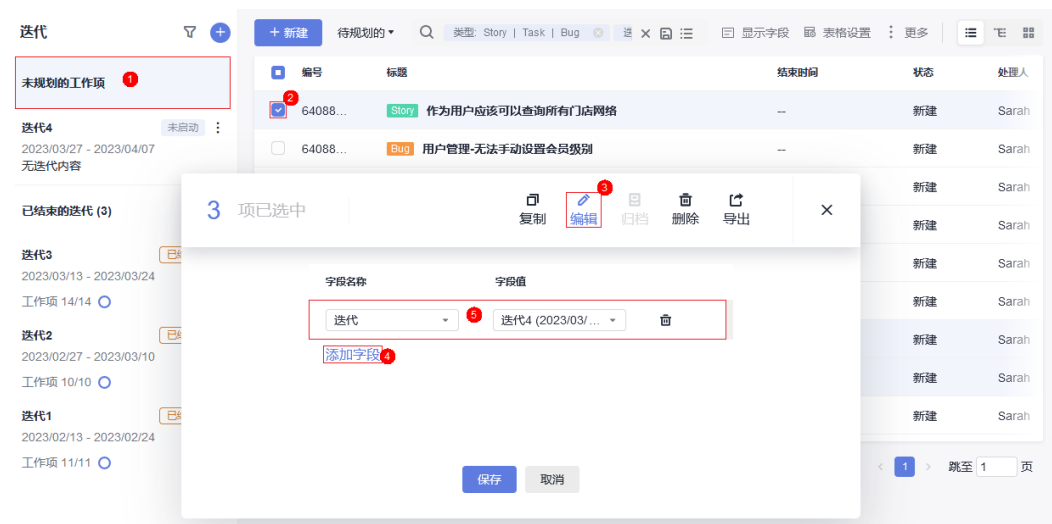 迭代
+ 新建 待规划的 类型: Story | Task | Bug 显示字段 表格设置 更多
未规划的工作项 1
编号 标题 结束时间 状态 处理人
2
64088... Story 作为用户应该可以查询所有门店网络 -- 新建 Sarah
迭代4 未启动
2023/03/27 - 2023/04/07
无迭代内容
64088... Bug 用户管理-无法手动设置会员级别 -- 新建 Sarah
新建 Sarah
已结束的迭代 (3)
3 项已选中
3
复制 编辑 归档 删除 导出
新建 Sarah
迭代3
2023/03/13 - 2023/03/24
工作项 14/14
新建 Sarah
字段名称 字段值
新建 Sarah
迭代 5 迭代4 (2023/03/...
添加字段 4
迭代2
2023/02/27 - 2023/03/10
工作项 10/10
新建 Sarah
新建 Sarah
迭代1
2023/02/13 - 2023/02/24
工作项 11/11
新建 Sarah
保存 取消
1 跳至 1 页